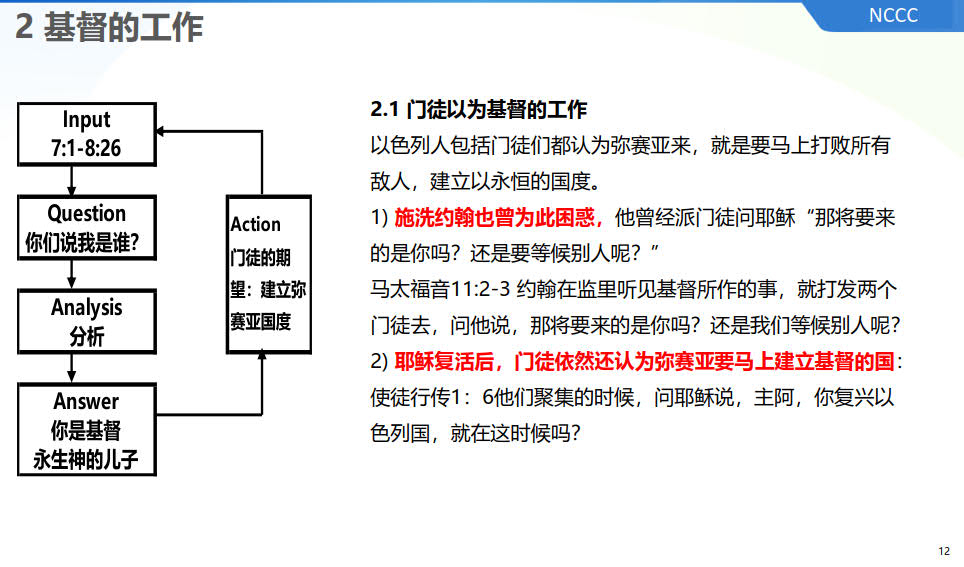 2 基督的工作
NCCC
Input
7:1-8:26
Question
你们说我是谁?
Analysis
分析
Answer
你是基督
永生神的儿子
Action
门徒的期
望：建立弥
赛亚国度
2.1 门徒以为基督的工作
以色列人包括门徒们都认为弥赛亚来，就是要马上打败所有
敌人，建立以永恒的国度。
1) 施洗约翰也曾为此困惑，他曾经派门徒问耶稣“那将要来
的是你吗？还是要等候别人呢？”
马太福音11:2-3 约翰在监里听见基督所作的事，就打发两个
门徒去，问他说，那将要来的是你吗？还是我们等候别人呢？
2) 耶稣复活后，门徒依然还认为弥赛亚要马上建立基督的国：
使徒行传1：6他们聚集的时候，问耶稣说，主阿，你复兴以
色列国，就在这时候吗？
12